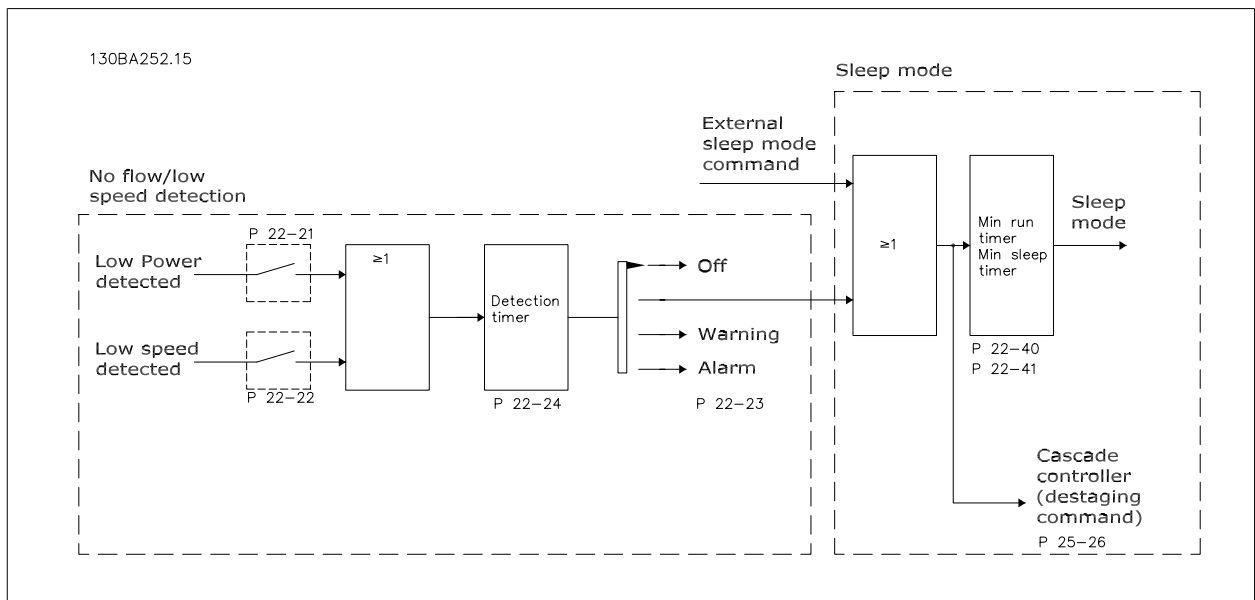 130BA252.15
Sleep mode
External
sleep mode
command
No flow/low
speed detection
P 22-21
Low Power
detected
≥1
Low speed
detected
P 22-22
Detection
timer
P 22-24
Off
Warning
Alarm
P 22-23
≥1
Min run
timer
Min sleep
timer
P 22-40
P 22-41
Sleep
mode
Cascade
controller
(destaging
command)
P 25-26